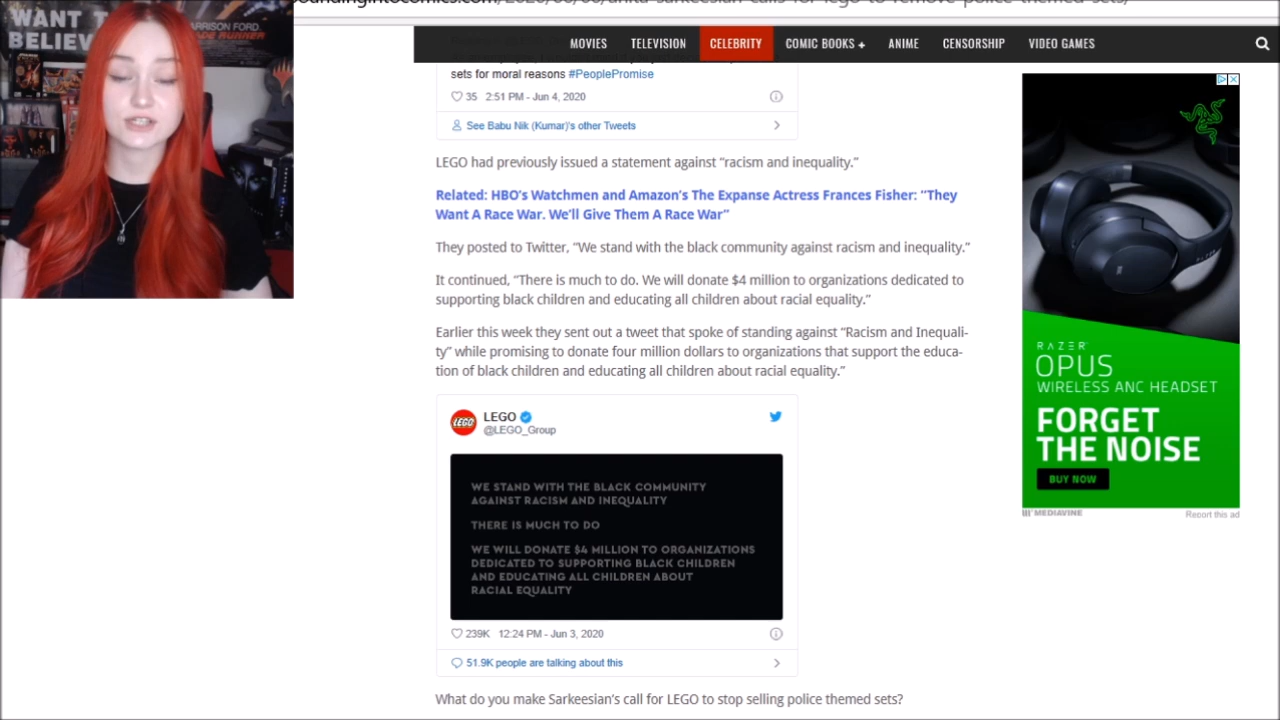 WANT T
BELIEV
ARRISON FORD
BLADE RUNNER
MOVIES TELEVISION CELEBRITY COMIC BOOKS + ANIME CENSORSHIP VIDEO GAMES
sets for moral reasons #PeoplePromise
35 2:51 PM - Jun 4, 2020
See Babu Nik (Kumar)'s other Tweets
LEGO had previously issued a statement against "racism and inequality."
Related: HBO's Watchmen and Amazon's The Expanse Actress Frances Fisher: "They
Want A Race War. We'll Give Them A Race War"
They posted to Twitter, "We stand with the black community against racism and inequality."
It continued, "There is much to do. We will donate $4 million to organizations dedicated to
supporting black children and educating all children about racial equality."
Earlier this week they sent out a tweet that spoke of standing against "Racism and Inequali-
ty" while promising to donate four million dollars to organizations that support the educa-
tion of black children and educating all children about racial equality."
LEGO
LEGO
@LEGO_Group
WE STAND WITH THE BLACK COMMUNITY
AGAINST RACISM AND INEQUALITY
THERE IS MUCH TO DO
WE WILL DONATE $4 MILLION TO ORGANIZATIONS
DEDICATED TO SUPPORTING BLACK CHILDREN
AND EDUCATING ALL CHILDREN ABOUT
RACIAL EQUALITY
239K 12:24 PM - Jun 3, 2020
51.9K people are talking about this
What do you make Sarkeesian's call for LEGO to stop selling police themed sets?
RAZER
OPUS
WIRELESS ANC HEADSET
FORGET
THE NOISE
BUY NOW
MEDIAVINE
Report this ad